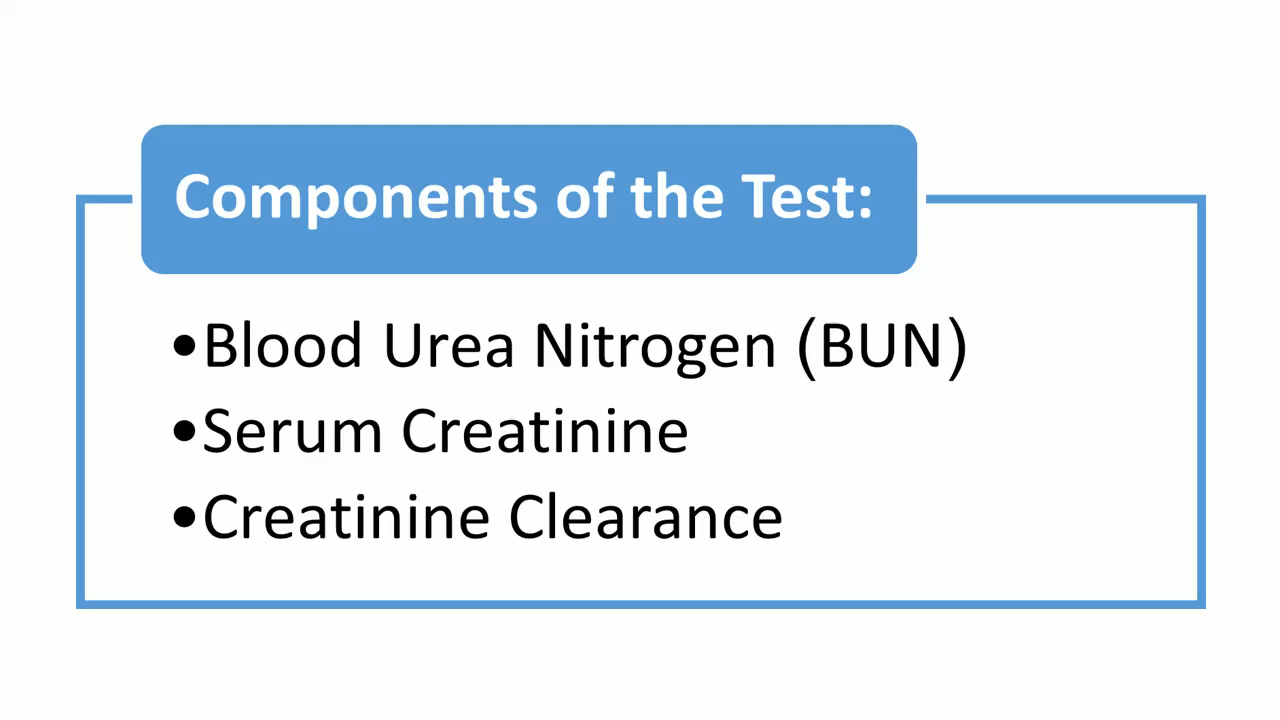 Components of the Test:
•Blood Urea Nitrogen (BUN)
•Serum Creatinine
•Creatinine Clearance